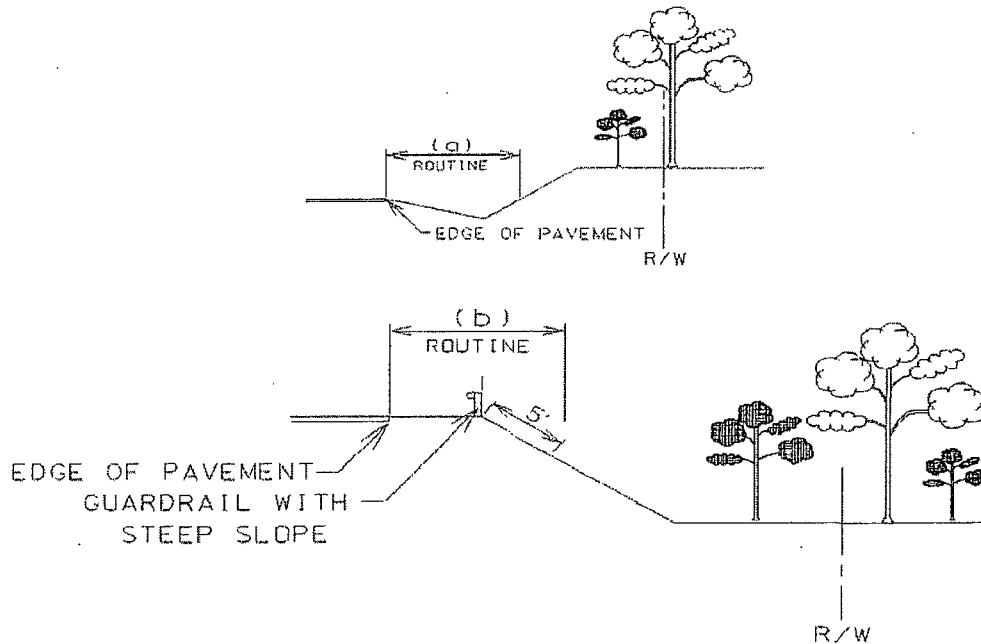 (a)
ROUTINE
EDGE OF PAVEMENT
R/W
(b)
ROUTINE
5'
EDGE OF PAVEMENT
GUARDRAIL WITH
STEEP SLOPE
R/W